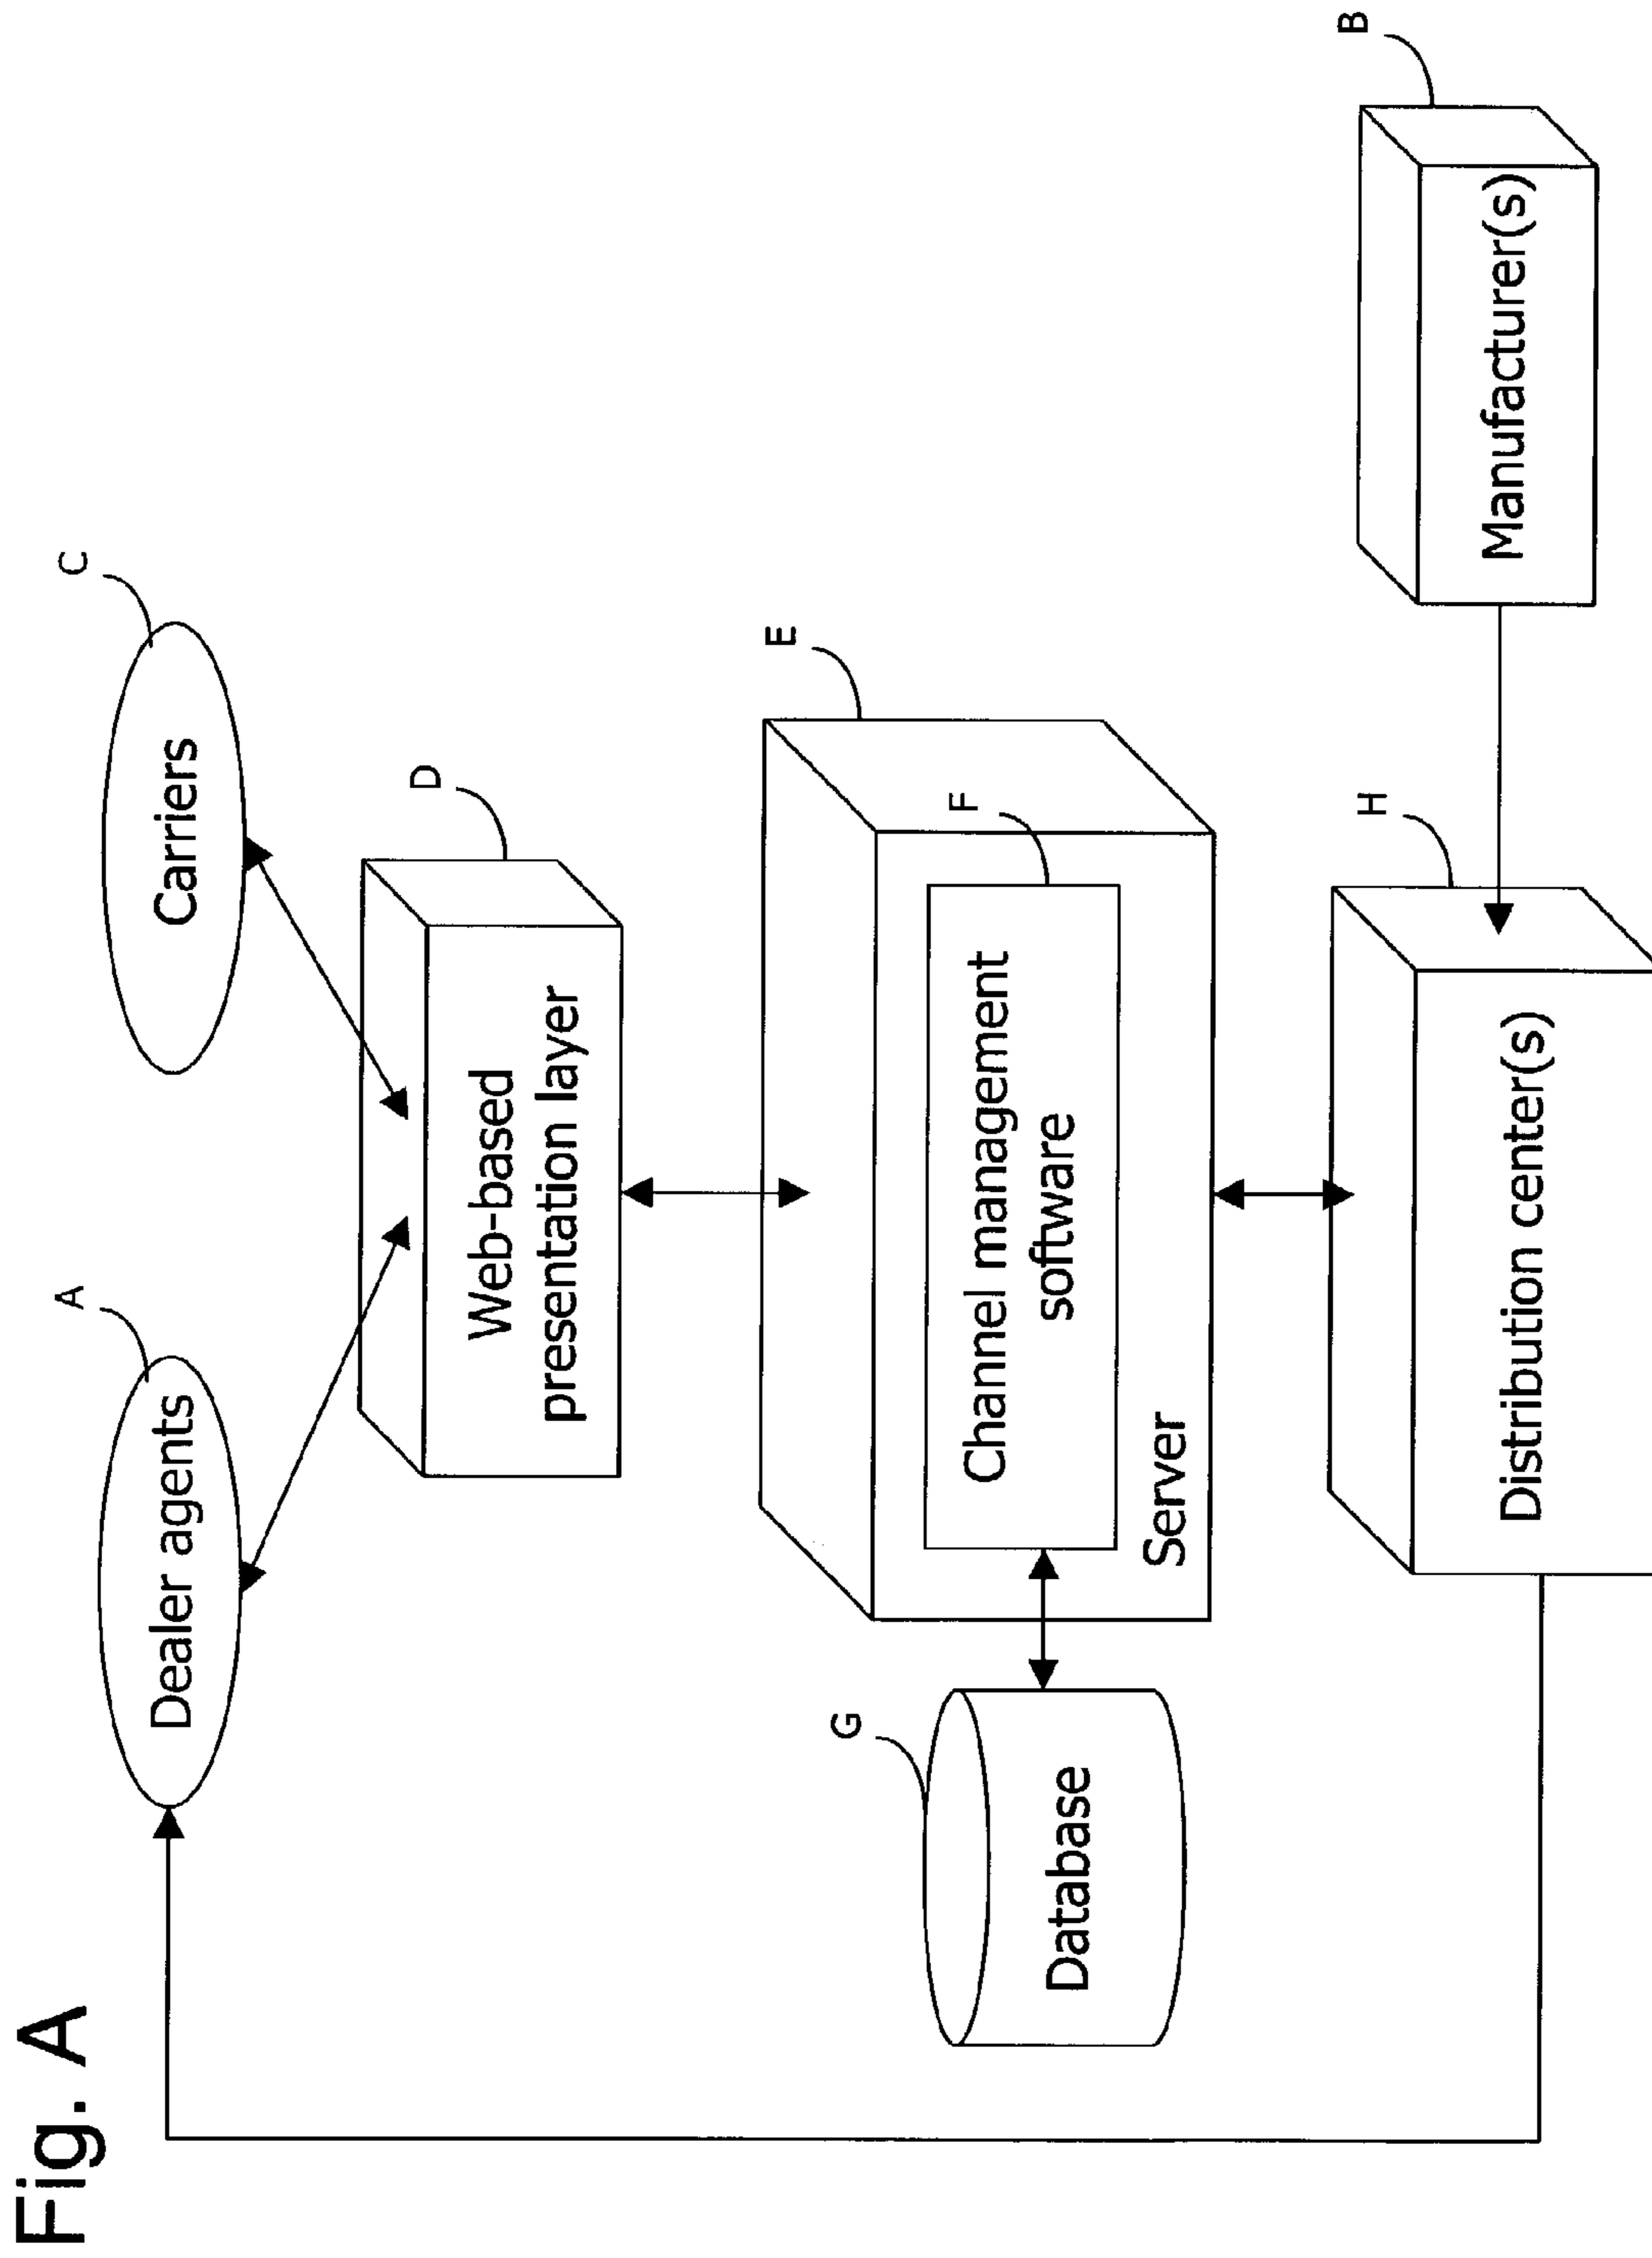 Fig. A
A
Dealer agents
C
Carriers
D
Web-based
presentation layer
E
F
Channel management
software
Server
G
Database
H
Distribution center(s)
B
Manufacturer(s)